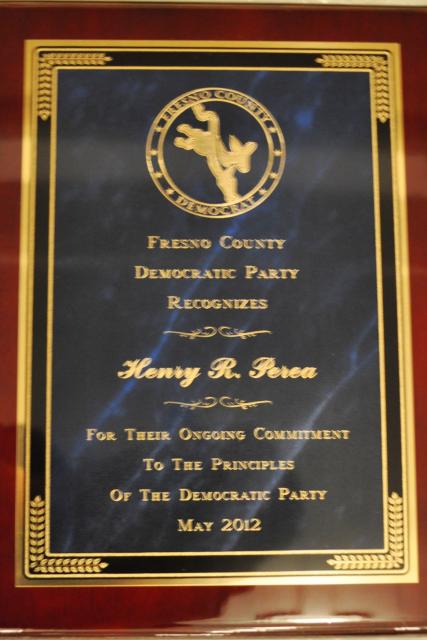 FRESNO COUNTY
DEMOCRAT
FRESNO COUNTY
DEMOCRATIC PARTY
RECOGNIZES
Henry R. Perea
FOR THEIR ONGOING COMMITMENT
TO THE PRINCIPLES
OF THE DEMOCRATIC PARTY
MAY 2012